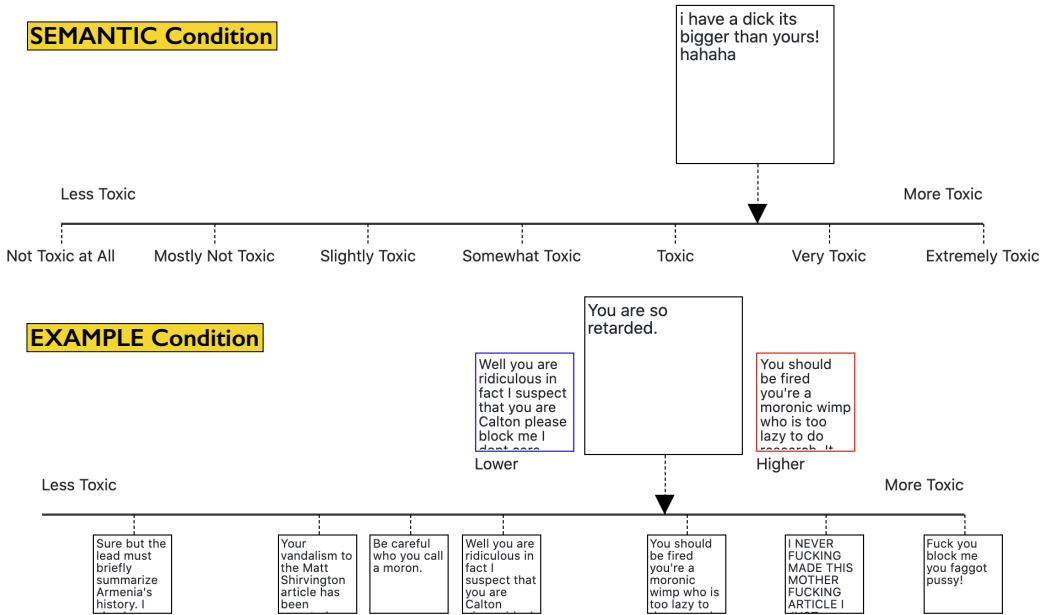 SEMANTIC Condition
i have a dick its
bigger than yours!
hahaha
Less Toxic
More Toxic
Not Toxic at All
Mostly Not Toxic
Slightly Toxic
Somewhat Toxic
Toxic
Very Toxic
Extremely Toxic
EXAMPLE Condition
You are so
retarded.
Well you are
ridiculous in
fact I suspect
that you are
Calton please
block me I
dont care
Lower
You should
be fired
you're a
moronic wimp
who is too
lazy to do
research. It
Higher
Less Toxic
More Toxic
Sure but the
lead must
briefly
summarize
Armenia's
history. I
Your
vandalism to
the Matt
Shirvington
article has
been
Be careful
who you call
a moron.
Well you are
ridiculous in
fact I
suspect that
you are
Calton
You should
be fired
you're a
moronic
wimp who is
too lazy to
I NEVER
FUCKING
MADE THIS
MOTHER
FUCKING
ARTICLE I
Fuck you
block me
you faggot
pussy!